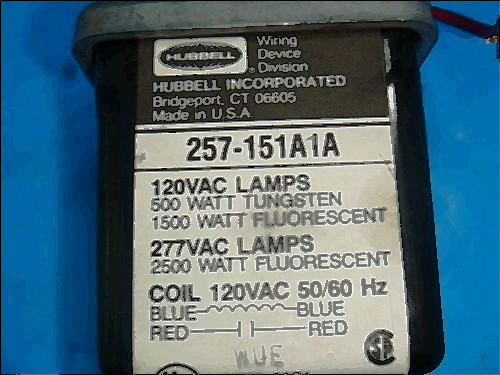 HUBBELL
®
Wiring
Device
Division
HUBBELL INCORPORATED
Bridgeport, CT 06605
Made in U.S.A.
257-151A1A
120VAC LAMPS
500 WATT TUNGSTEN
1500 WATT FLUORESCENT
277VAC LAMPS
2500 WATT FLUORESCENT
COIL 120VAC 50/60 Hz
BLUE BLUE
RED RED